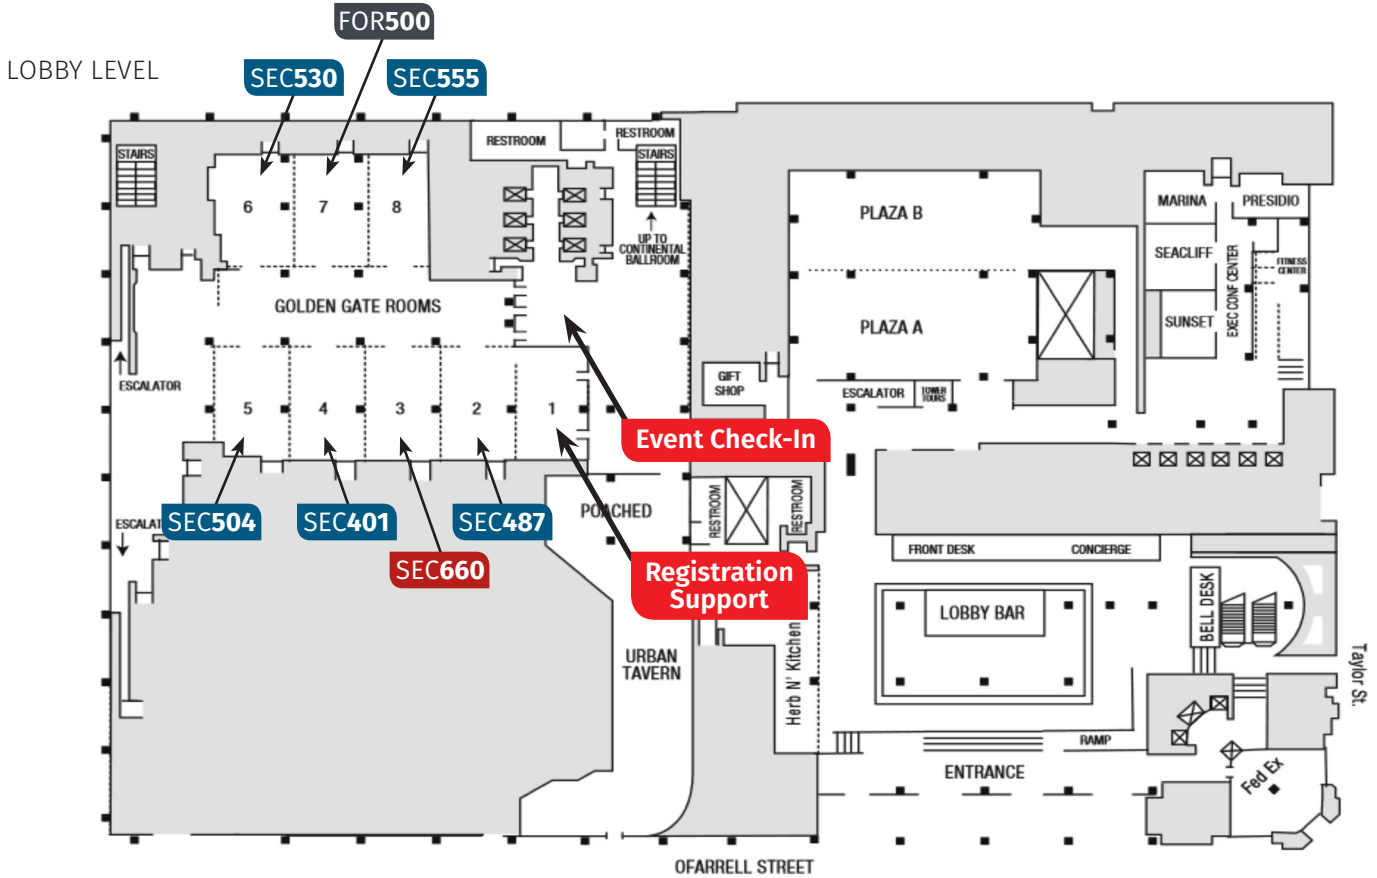 FOR500
LOBBY LEVEL
SEC530
SEC555
STAIRS
RESTROOM
RESTROOM
STAIRS
6
7
8
UP TO
CONTINENTAL
BALLROOM
PLAZA B
MARINA
PRESIDIO
SEACLIFF
EXEC CONF CENTER
FITNESS
CENTER
GOLDEN GATE ROOMS
PLAZA A
SUNSET
ESCALATOR
GIFT
SHOP
ESCALATOR
TOWER
TOURS
5
4
3
2
1
Event Check-In
SEC504
SEC401
SEC487
POACHED
RESTROOM
RESTROOM
ESCALAT
SEC660
Registration
Support
FRONT DESK
CONCIERGE
LOBBY BAR
BELL DESK
URBAN
TAVERN
Herb N' Kitchen
Taylor St.
RAMP
ENTRANCE
Fed Ex
OFARRELL STREET